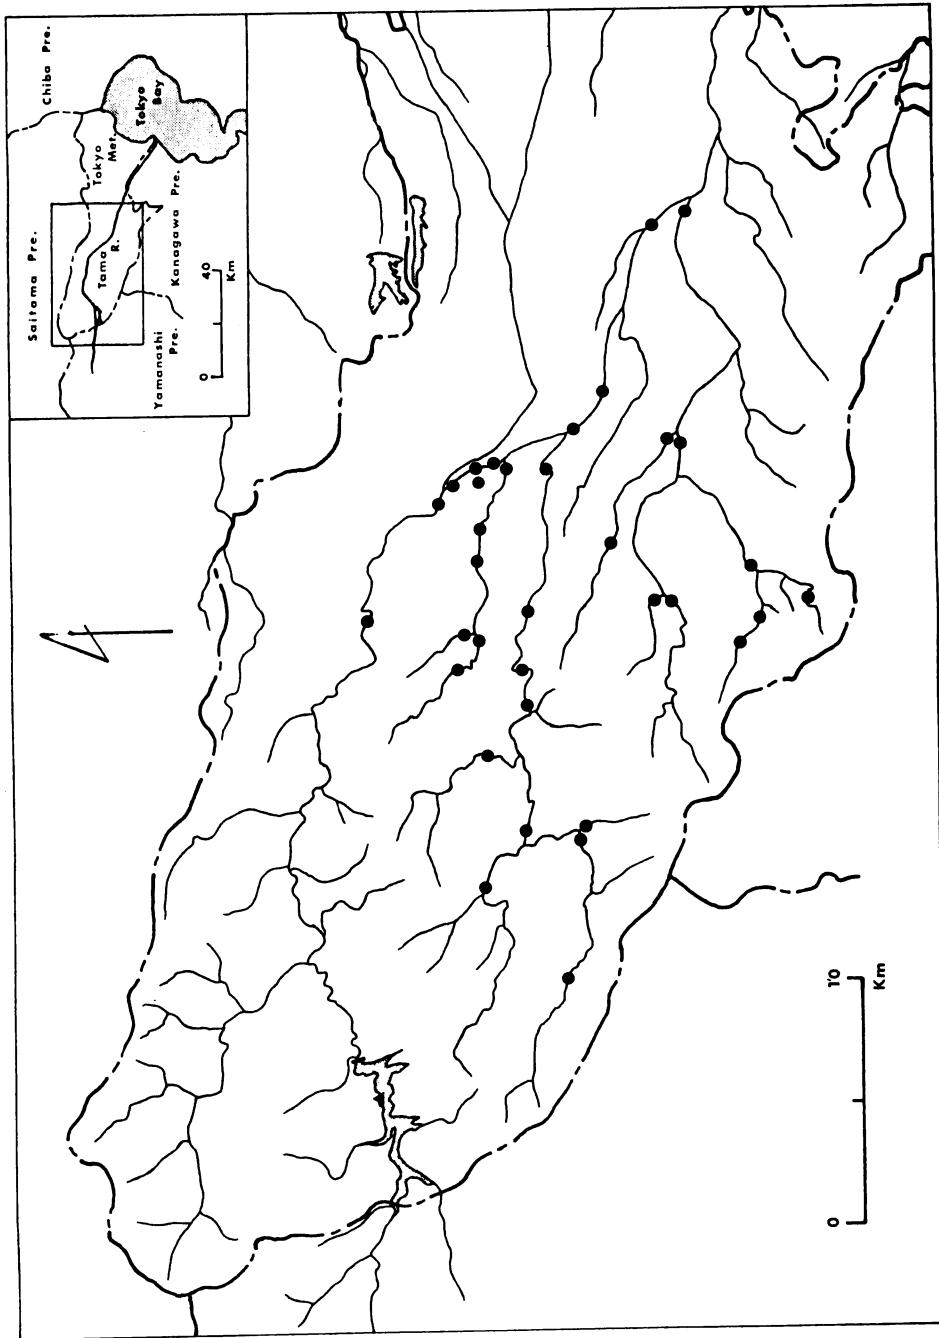 Saitama Pre.
Chiba Pre.
Tokyo
Met.
Tokyo
Bay
Tama
R.
Yamanashi
Pre.
Kanagawa Pre.
0
40
Km
0
10
Km